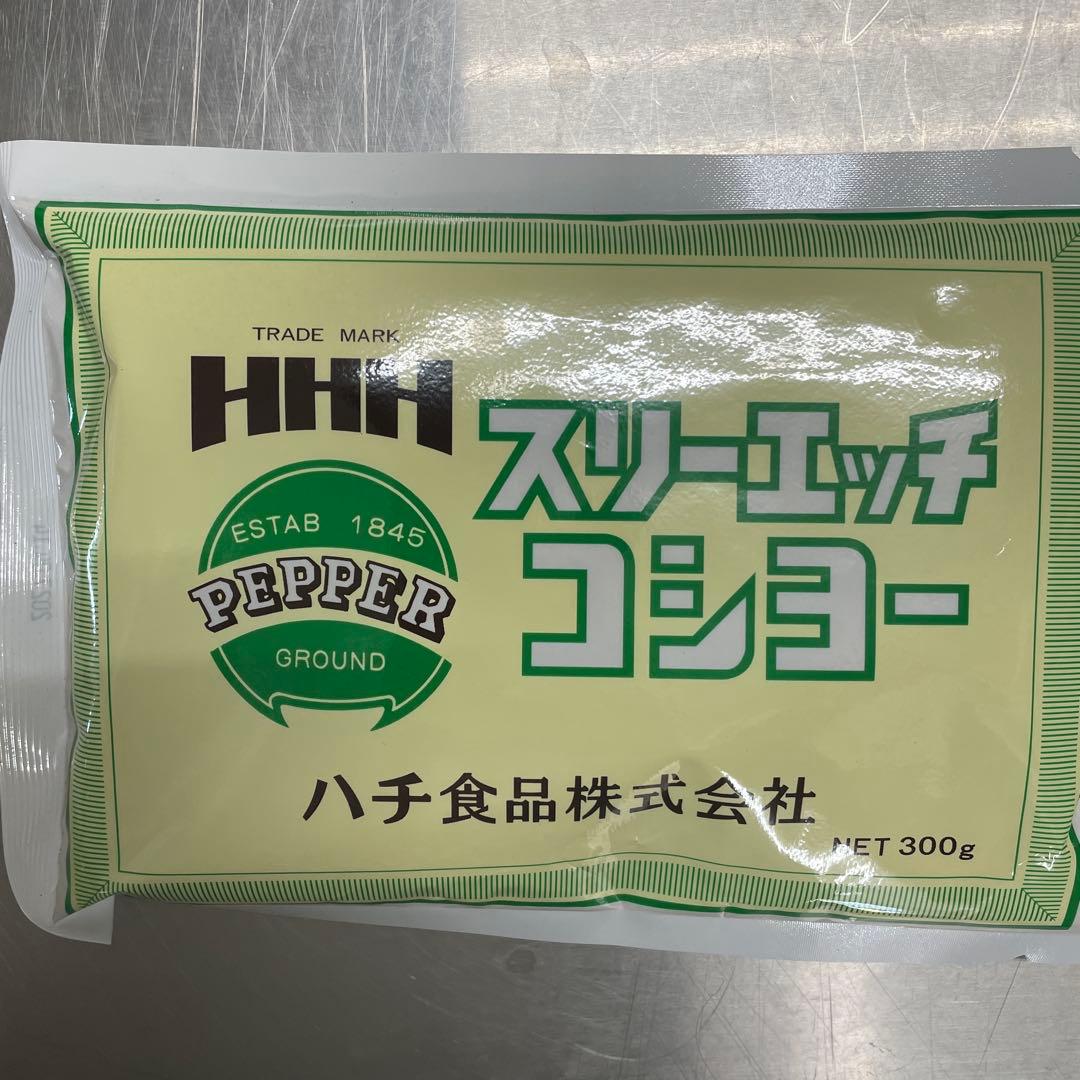 TRADE MARK
HHH
スリーエッチ
コショー
ESTAB 1845
PEPPER
GROUND
ハチ食品株式会社
NET 300g